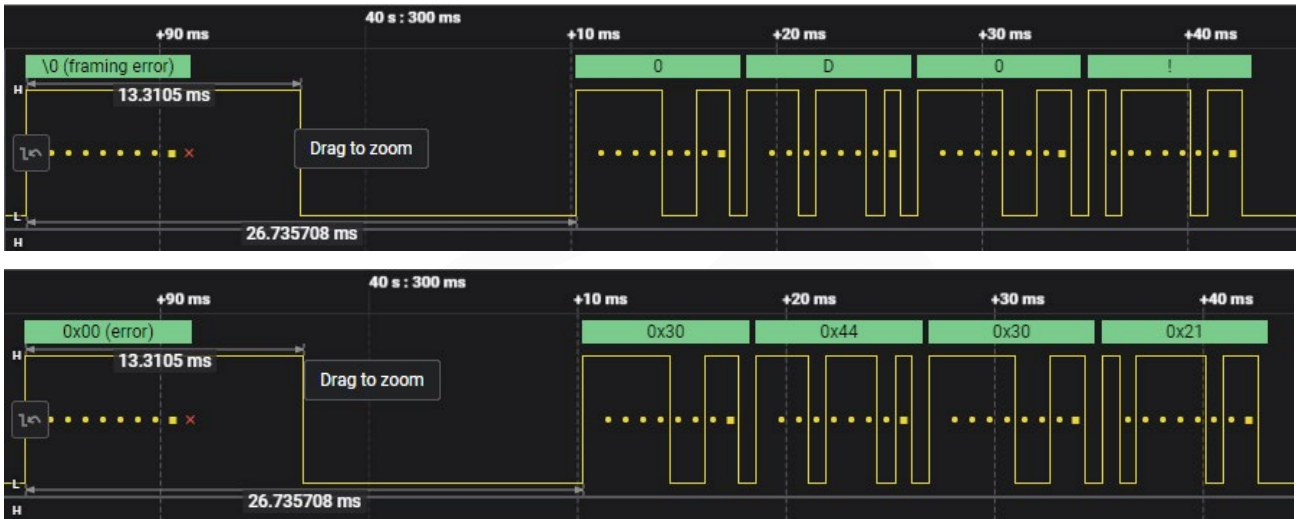 40 s : 300 ms
+90 ms +10 ms +20 ms +30 ms +40 ms
\0 (framing error) 0 D 0 !
H
13.3105 ms
Drag to zoom
L
26.735708 ms
H
40 s : 300 ms
+90 ms +10 ms +20 ms +30 ms +40 ms
0x00 (error) 0x30 0x44 0x30 0x21
H
13.3105 ms
Drag to zoom
L
26.735708 ms
H